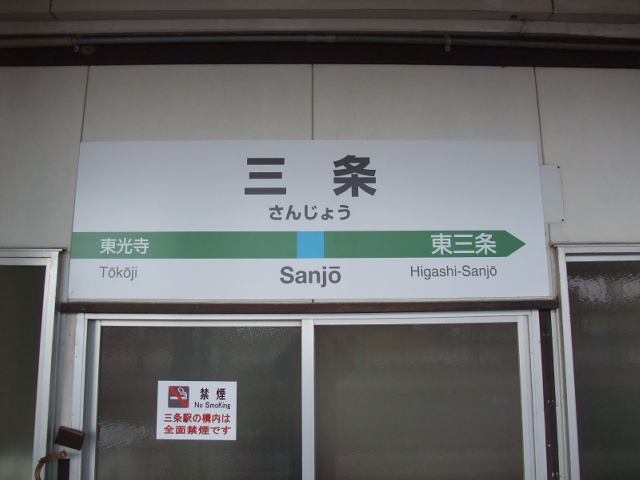 三条
さんじょう
東光寺 東三条
Tōkōji Sanjō Higashi-Sanjō
禁煙
No SmoKing
三条駅の構内は
全面禁煙です